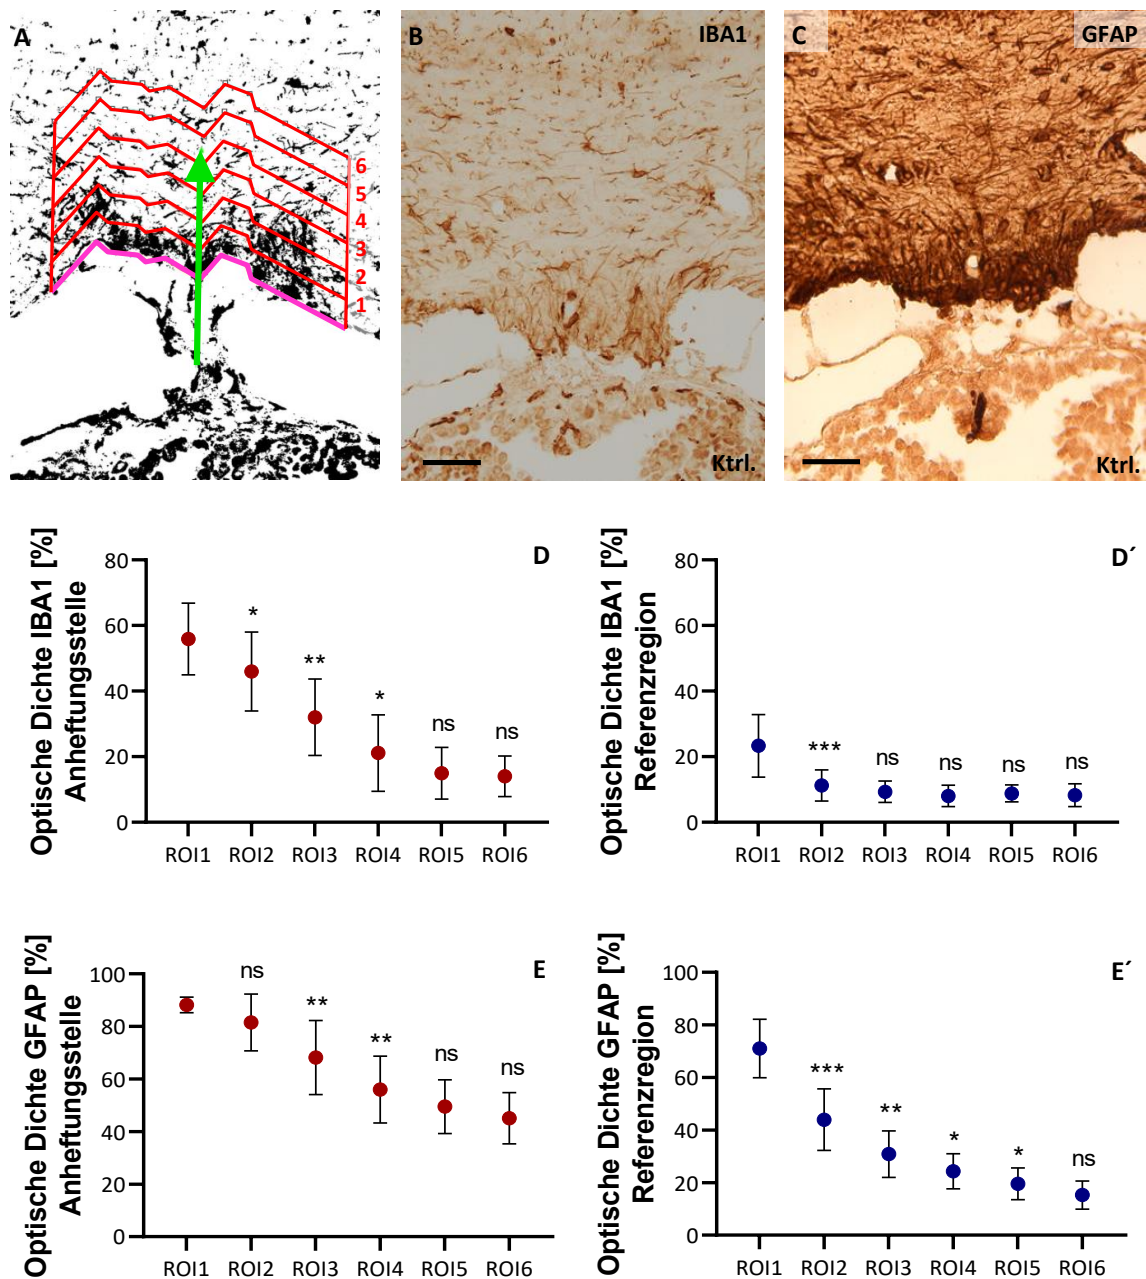 A
B
IBA1
C
GFAP
6
5
4
3
2
1
Ktrl.
Ktrl.
Optische Dichte IBA1 [%]
Anheftungsstelle
D
80
60
40
20
0
*
**
*
ns
ns
ROI1 ROI2 ROI3 ROI4 ROI5 ROI6
Optische Dichte IBA1 [%]
Referenzregion
D´
80
60
40
20
0
***
ns
ns
ns
ns
ROI1 ROI2 ROI3 ROI4 ROI5 ROI6
Optische Dichte GFAP [%]
Anheftungsstelle
E
100
80
60
40
20
0
ns
**
**
ns
ns
ROI1 ROI2 ROI3 ROI4 ROI5 ROI6
Optische Dichte GFAP [%]
Referenzregion
E´
100
80
60
40
20
0
***
**
*
*
ns
ROI1 ROI2 ROI3 ROI4 ROI5 ROI6